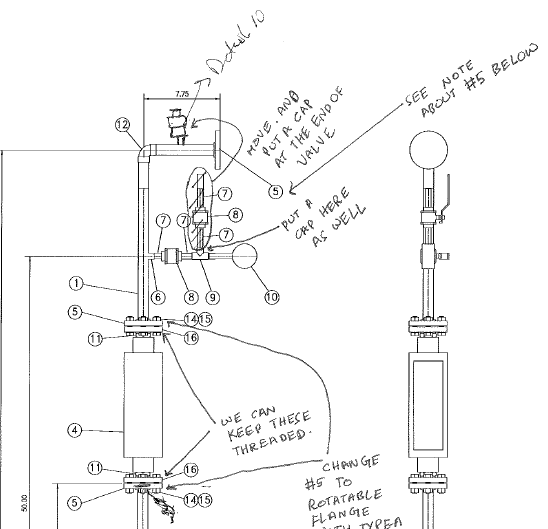 Detail 10
7.75
MOVE. AND
PUT A CAP
AT THE END OF
VALVE
SEE NOTE
ABOUT #5 BELOW
12
5
7
8
7
7
7
PUT A
CAP HERE
AS WELL
6
8
9
10
1
5
14 15
11
16
4
WE CAN
KEEP THESE
THREADED.
11
16
5
14 15
CHANGE
#5 TO
ROTATABLE
FLANGE
50.00